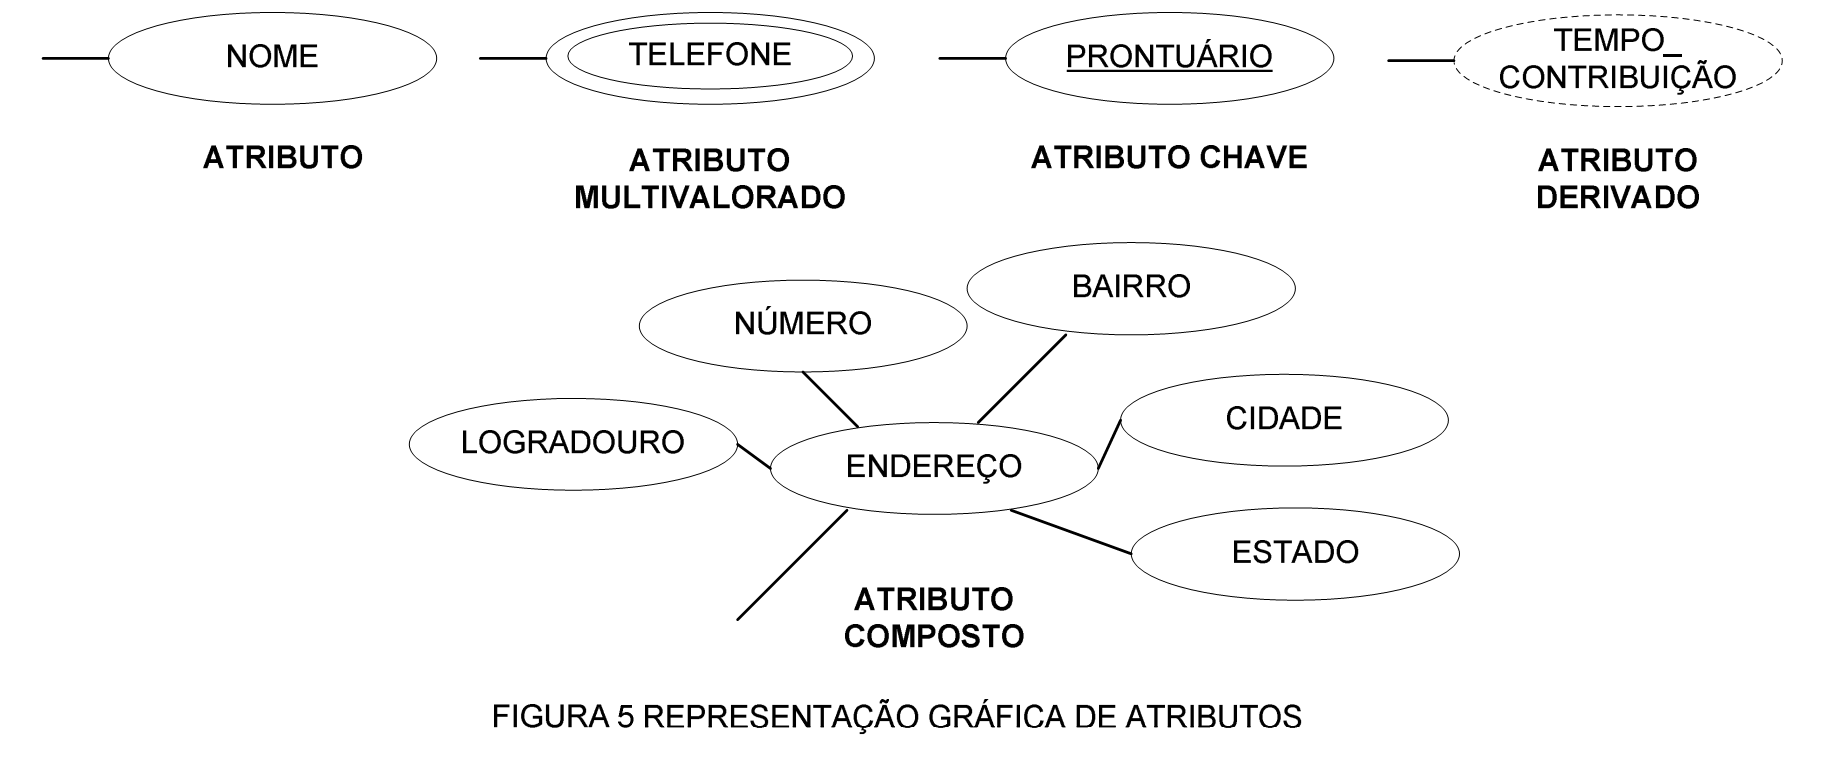 NOME
TELEFONE
PRONTUÁRIO
TEMPO_
CONTRIBUIÇÃO
ATRIBUTO
ATRIBUTO
MULTIVALORADO
ATRIBUTO CHAVE
ATRIBUTO
DERIVADO
BAIRRO
NÚMERO
CIDADE
LOGRADOURO
ENDEREÇO
ESTADO
ATRIBUTO
COMPOSTO
FIGURA 5 REPRESENTAÇÃO GRÁFICA DE ATRIBUTOS